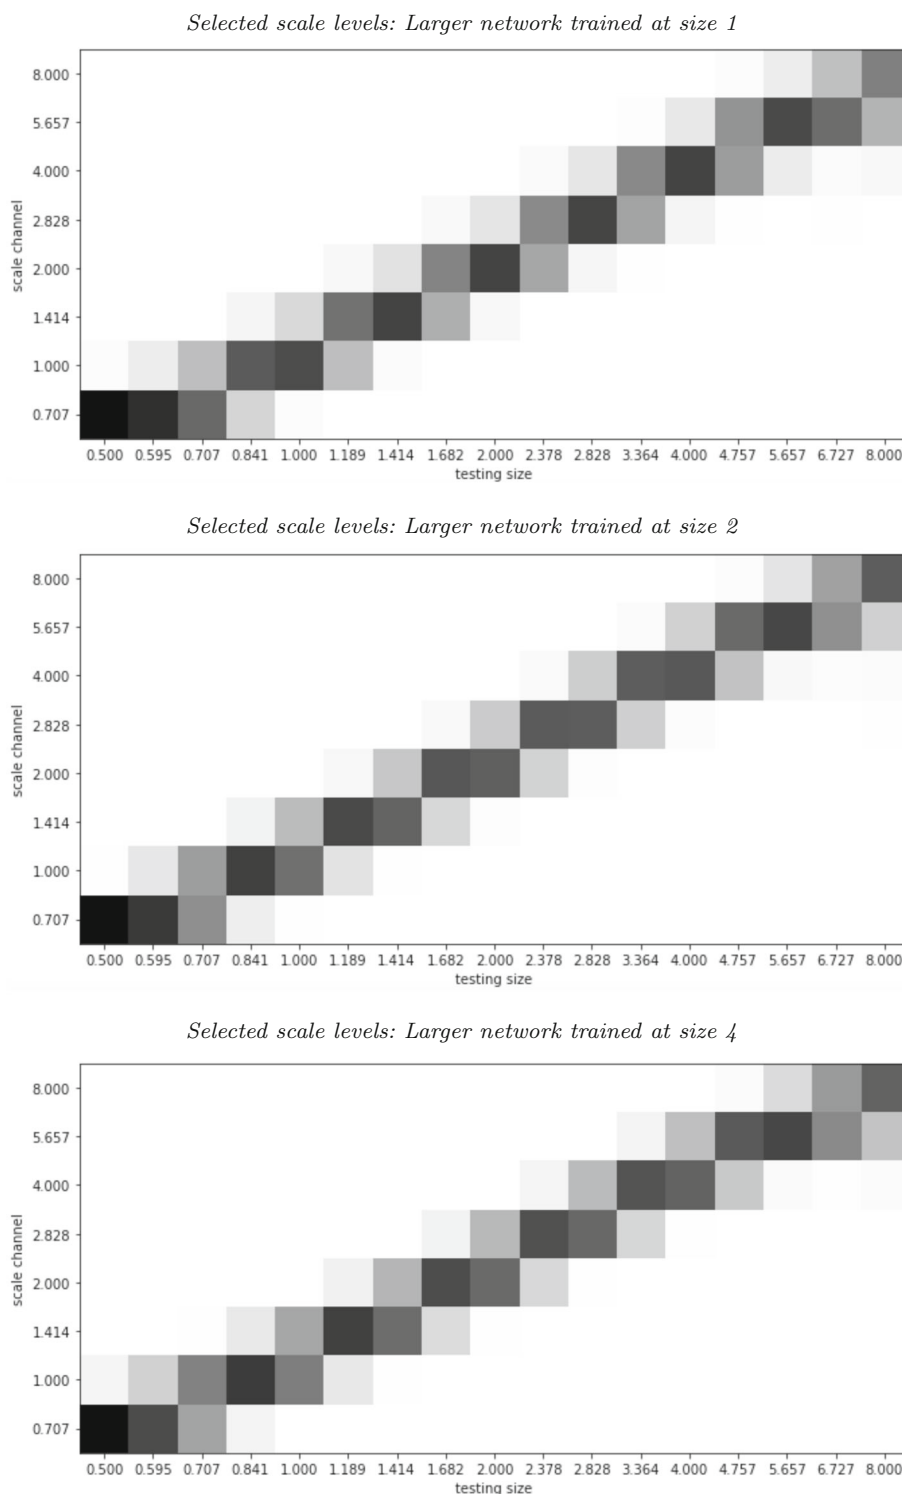 Selected scale levels: Larger network trained at size 1
8.000
5.657
4.000
2.828
2.000
1.414
1.000
0.707
scale channel
0.500 0.595 0.707 0.841 1.000 1.189 1.414 1.682 2.000 2.378 2.828 3.364 4.000 4.757 5.657 6.727 8.000
testing size
Selected scale levels: Larger network trained at size 2
8.000
5.657
4.000
2.828
2.000
1.414
1.000
0.707
scale channel
0.500 0.595 0.707 0.841 1.000 1.189 1.414 1.682 2.000 2.378 2.828 3.364 4.000 4.757 5.657 6.727 8.000
testing size
Selected scale levels: Larger network trained at size 4
8.000
5.657
4.000
2.828
2.000
1.414
1.000
0.707
scale channel
0.500 0.595 0.707 0.841 1.000 1.189 1.414 1.682 2.000 2.378 2.828 3.364 4.000 4.757 5.657 6.727 8.000
testing size